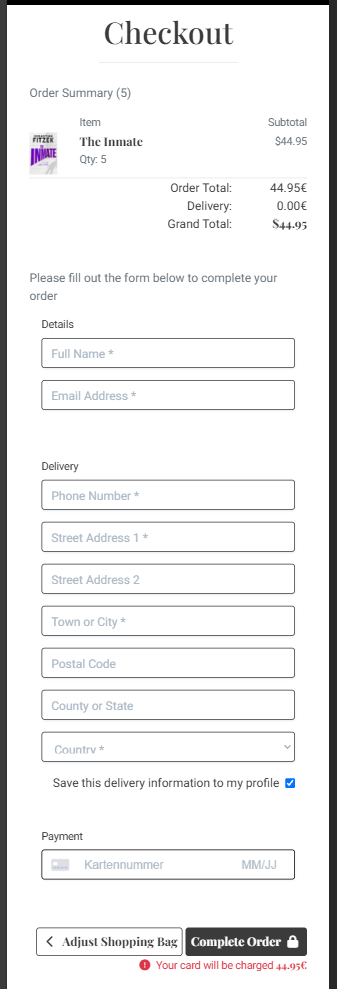 Checkout
Order Summary (5)
Item Subtotal
FITZEK
THE
INMATE
The Inmate $44.95
Qty: 5
Order Total: 44.95€
Delivery: 0.00€
Grand Total: $44.95
Please fill out the form below to complete your
order
Details
Full Name *
Email Address *
Delivery
Phone Number *
Street Address 1 *
Street Address 2
Town or City *
Postal Code
County or State
Country *
Save this delivery information to my profile
Payment
Kartennummer MM/JJ
Adjust Shopping Bag Complete Order
Your card will be charged 44.95€